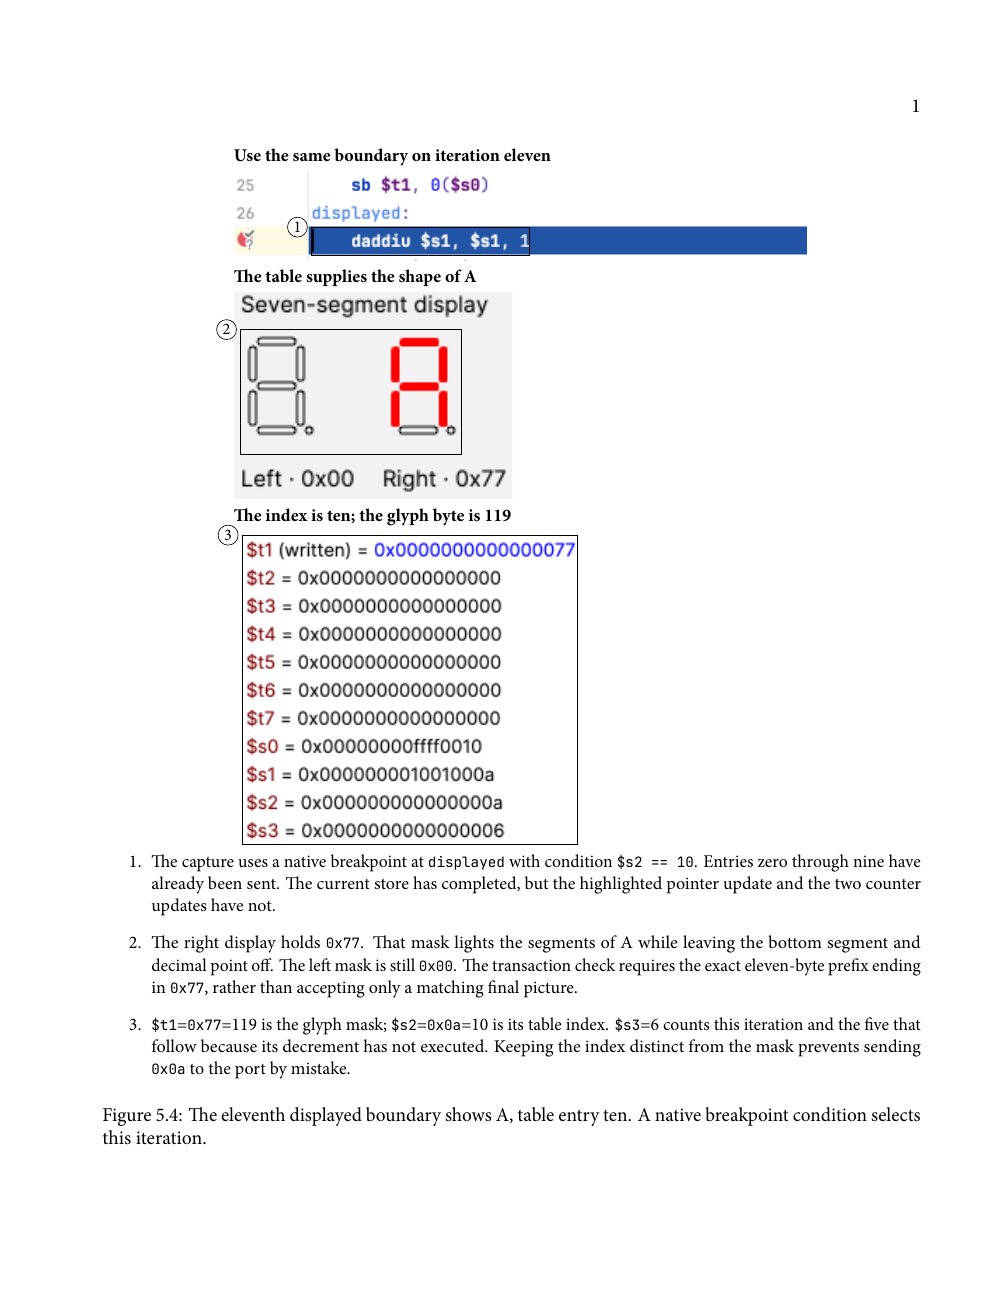 1
Use the same boundary on iteration eleven
25 sb $t1, 0($s0)
26 displayed:
1 daddiu $s1, $s1, 1
The table supplies the shape of A
Seven-segment display
2
Left · 0x00 Right · 0x77
The index is ten; the glyph byte is 119
3
$t1 (written) = 0x0000000000000077
$t2 = 0x0000000000000000
$t3 = 0x0000000000000000
$t4 = 0x0000000000000000
$t5 = 0x0000000000000000
$t6 = 0x0000000000000000
$t7 = 0x0000000000000000
$s0 = 0x00000000ffff0010
$s1 = 0x000000001001000a
$s2 = 0x000000000000000a
$s3 = 0x0000000000000006
1. The capture uses a native breakpoint at displayed with condition $s2 == 10. Entries zero through nine have
already been sent. The current store has completed, but the highlighted pointer update and the two counter
updates have not.
2. The right display holds 0x77. That mask lights the segments of A while leaving the bottom segment and
decimal point off. The left mask is still 0x00. The transaction check requires the exact eleven-byte prefix ending
in 0x77, rather than accepting only a matching final picture.
3. $t1=0x77=119 is the glyph mask; $s2=0x0a=10 is its table index. $s3=6 counts this iteration and the five that
follow because its decrement has not executed. Keeping the index distinct from the mask prevents sending
0x0a to the port by mistake.
Figure 5.4: The eleventh displayed boundary shows A, table entry ten. A native breakpoint condition selects
this iteration.